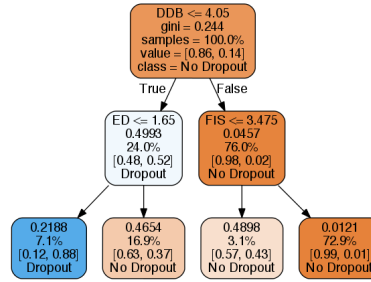 DDB <= 4.05
gini = 0.244
samples = 100.0%
value = [0.86, 0.14]
class = No Dropout
True
False
ED <= 1.65
0.4993
24.0%
[0.48, 0.52]
Dropout
FIS <= 3.475
0.0457
76.0%
[0.98, 0.02]
No Dropout
0.2188
7.1%
[0.12, 0.88]
Dropout
0.4654
16.9%
[0.63, 0.37]
No Dropout
0.4898
3.1%
[0.57, 0.43]
No Dropout
0.0121
72.9%
[0.99, 0.01]
No Dropout